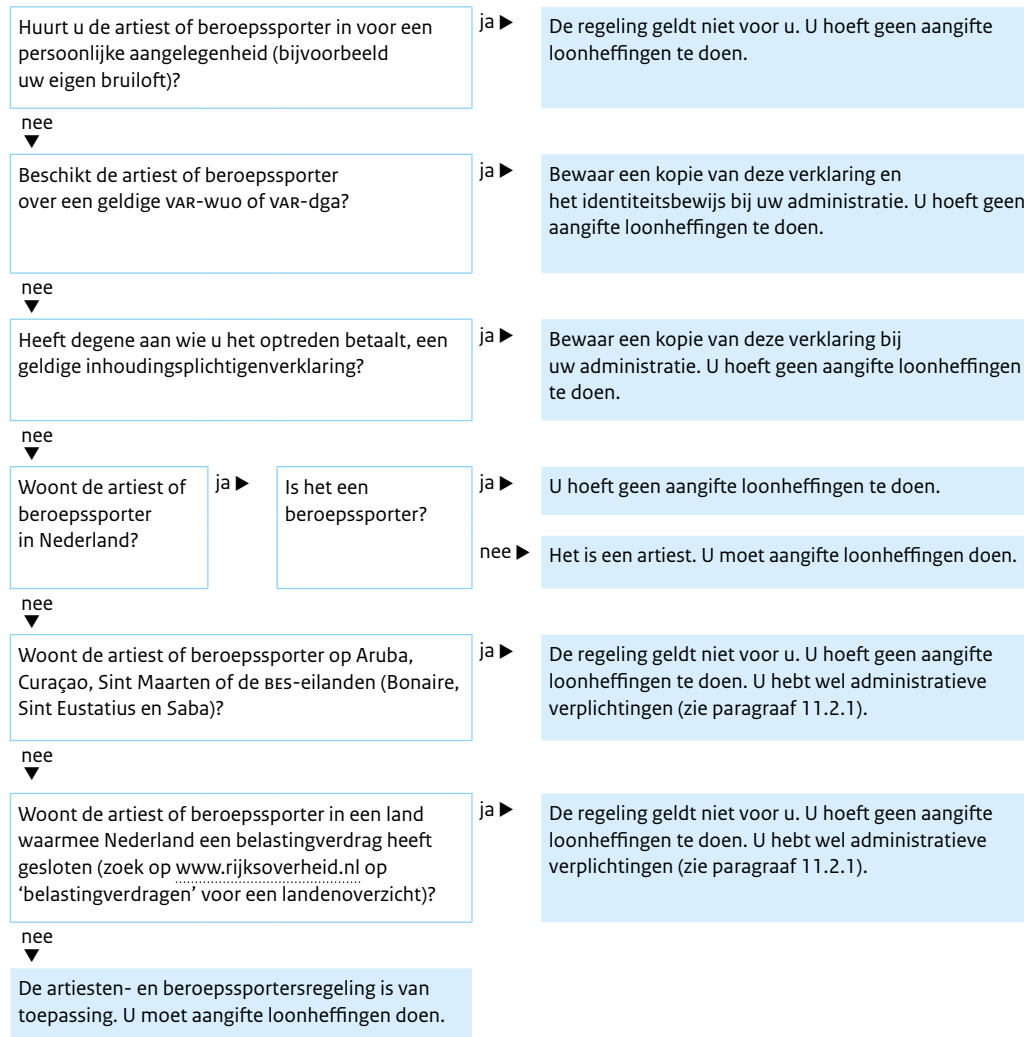 Huurt u de artiest of beroepssporter in voor een
persoonlijke aangelegenheid (bijvoorbeeld
uw eigen bruiloft)?
ja ▶
De regeling geldt niet voor u. U hoeft geen aangifte
loonheffingen te doen.
nee
▼
Beschikt de artiest of beroepssporter
over een geldige VAR-wuo of VAR-dga?
ja ▶
Bewaar een kopie van deze verklaring en
het identiteitsbewijs bij uw administratie. U hoeft geen
aangifte loonheffingen te doen.
nee
▼
Heeft degene aan wie u het optreden betaalt, een
geldige inhoudingsplichtigenverklaring?
ja ▶
Bewaar een kopie van deze verklaring bij
uw administratie. U hoeft geen aangifte loonheffingen
te doen.
nee
▼
Woont de artiest of
beroepssporter
in Nederland?
ja ▶
Is het een
beroepssporter?
ja ▶
U hoeft geen aangifte loonheffingen te doen.
nee ▶
Het is een artiest. U moet aangifte loonheffingen doen.
nee
▼
Woont de artiest of beroepssporter op Aruba,
Curaçao, Sint Maarten of de BES-eilanden (Bonaire,
Sint Eustatius en Saba)?
ja ▶
De regeling geldt niet voor u. U hoeft geen aangifte
loonheffingen te doen. U hebt wel administratieve
verplichtingen (zie paragraaf 11.2.1).
nee
▼
Woont de artiest of beroepssporter in een land
waarmee Nederland een belastingverdrag heeft
gesloten (zoek op www.rijksoverheid.nl op
‘belastingverdragen’ voor een landenoverzicht)?
ja ▶
De regeling geldt niet voor u. U hoeft geen aangifte
loonheffingen te doen. U hebt wel administratieve
verplichtingen (zie paragraaf 11.2.1).
nee
▼
De artiesten- en beroepssportersregeling is van
toepassing. U moet aangifte loonheffingen doen.